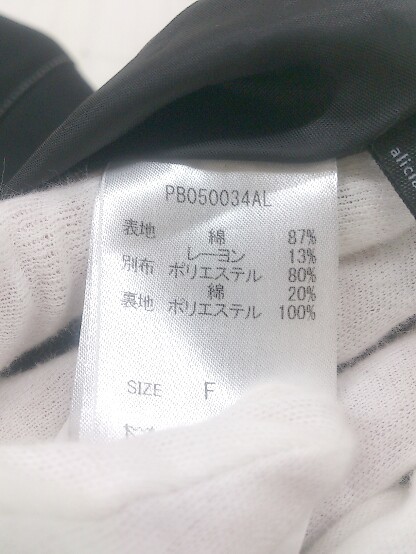 PB050034AL
表地 綿 87%
レーヨン 13%
別布 ポリエステル 80%
綿 20%
裏地 ポリエステル 100%
SIZE F
alici